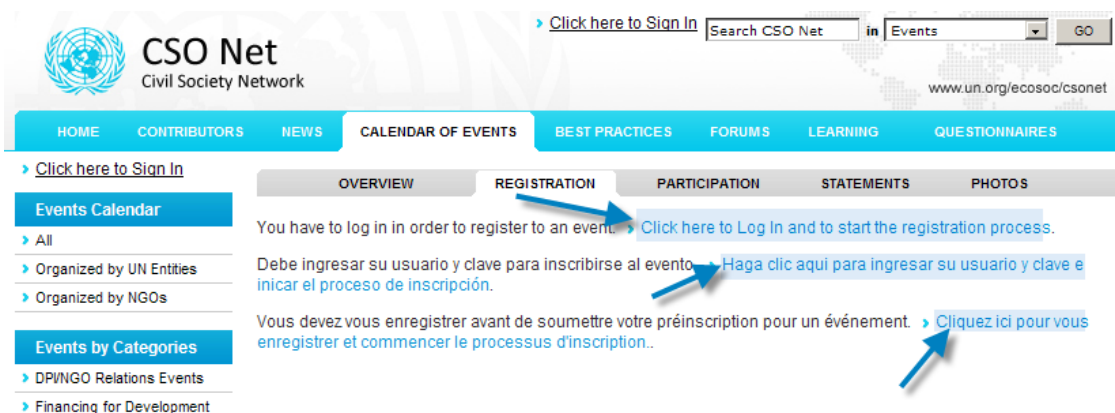 Click here to Sign In
Search CSO Net in Events GO
CSO Net
Civil Society Network
www.un.org/ecosoc/csonet
HOME CONTRIBUTORS NEWS CALENDAR OF EVENTS BEST PRACTICES FORUMS LEARNING QUESTIONNAIRES
Click here to Sign In
OVERVIEW REGISTRATION PARTICIPATION STATEMENTS PHOTOS
Events Calendar
All
Organized by UN Entities
Organized by NGOs
Events by Categories
DPI/NGO Relations Events
Financing for Development
You have to log in in order to register to an event. Click here to Log In and to start the registration process.
Debe ingresar su usuario y clave para inscribirse al evento Haga clic aqui para ingresar su usuario y clave e
inicar el proceso de inscripción.
Vous devez vous enregistrer avant de soumettre votre préinscription pour un événement. Cliquez ici pour vous
enregistrer et commencer le processus d'inscription..